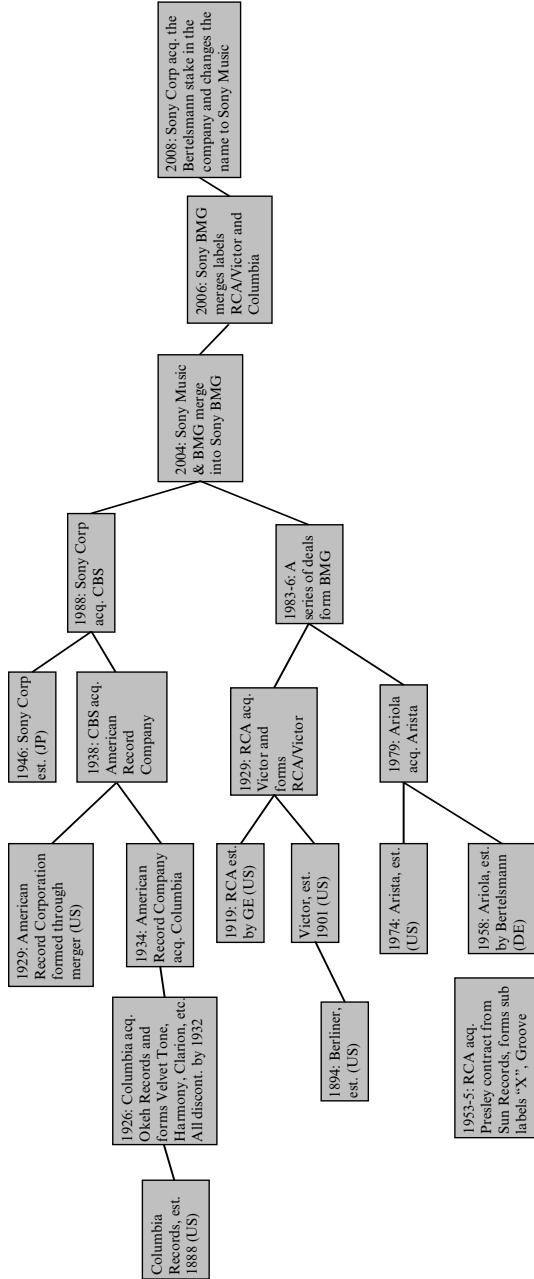 Columbia
Records, est.
1888 (US)
1926: Columbia acq.
Okeh Records and
forms Velvet Tone,
Harmony, Clarion, etc.
All discont. by 1932
1929: American
Record Corporation
formed through
merger (US)
1934: American
Record Company
acq. Columbia
1946: Sony Corp
est. (JP)
1938: CBS acq.
American
Record
Company
1988: Sony Corp
acq. CBS
1894: Berliner,
est. (US)
1919: RCA est.
by GE (US)
Victor, est.
1901 (US)
1929: RCA acq.
Victor and
forms
RCA/Victor
1953-5: RCA acq.
Presley contract from
Sun Records, forms sub
labels “X”, Groove
1974: Arista, est.
(US)
1958: Ariola, est.
by Bertelsmann
(DE)
1979: Ariola
acq. Arista
1983-6: A
series of deals
form BMG
2004: Sony Music
& BMG merge
into Sony BMG
2006: Sony BMG
merges labels
RCA/Victor and
Columbia
2008: Sony Corp acq. the
Bertelsmann stake in the
company and changes the
name to Sony Music